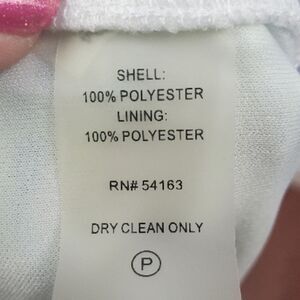 SHELL:
100% POLYESTER
LINING:
100% POLYESTER
RN# 54163
DRY CLEAN ONLY
P